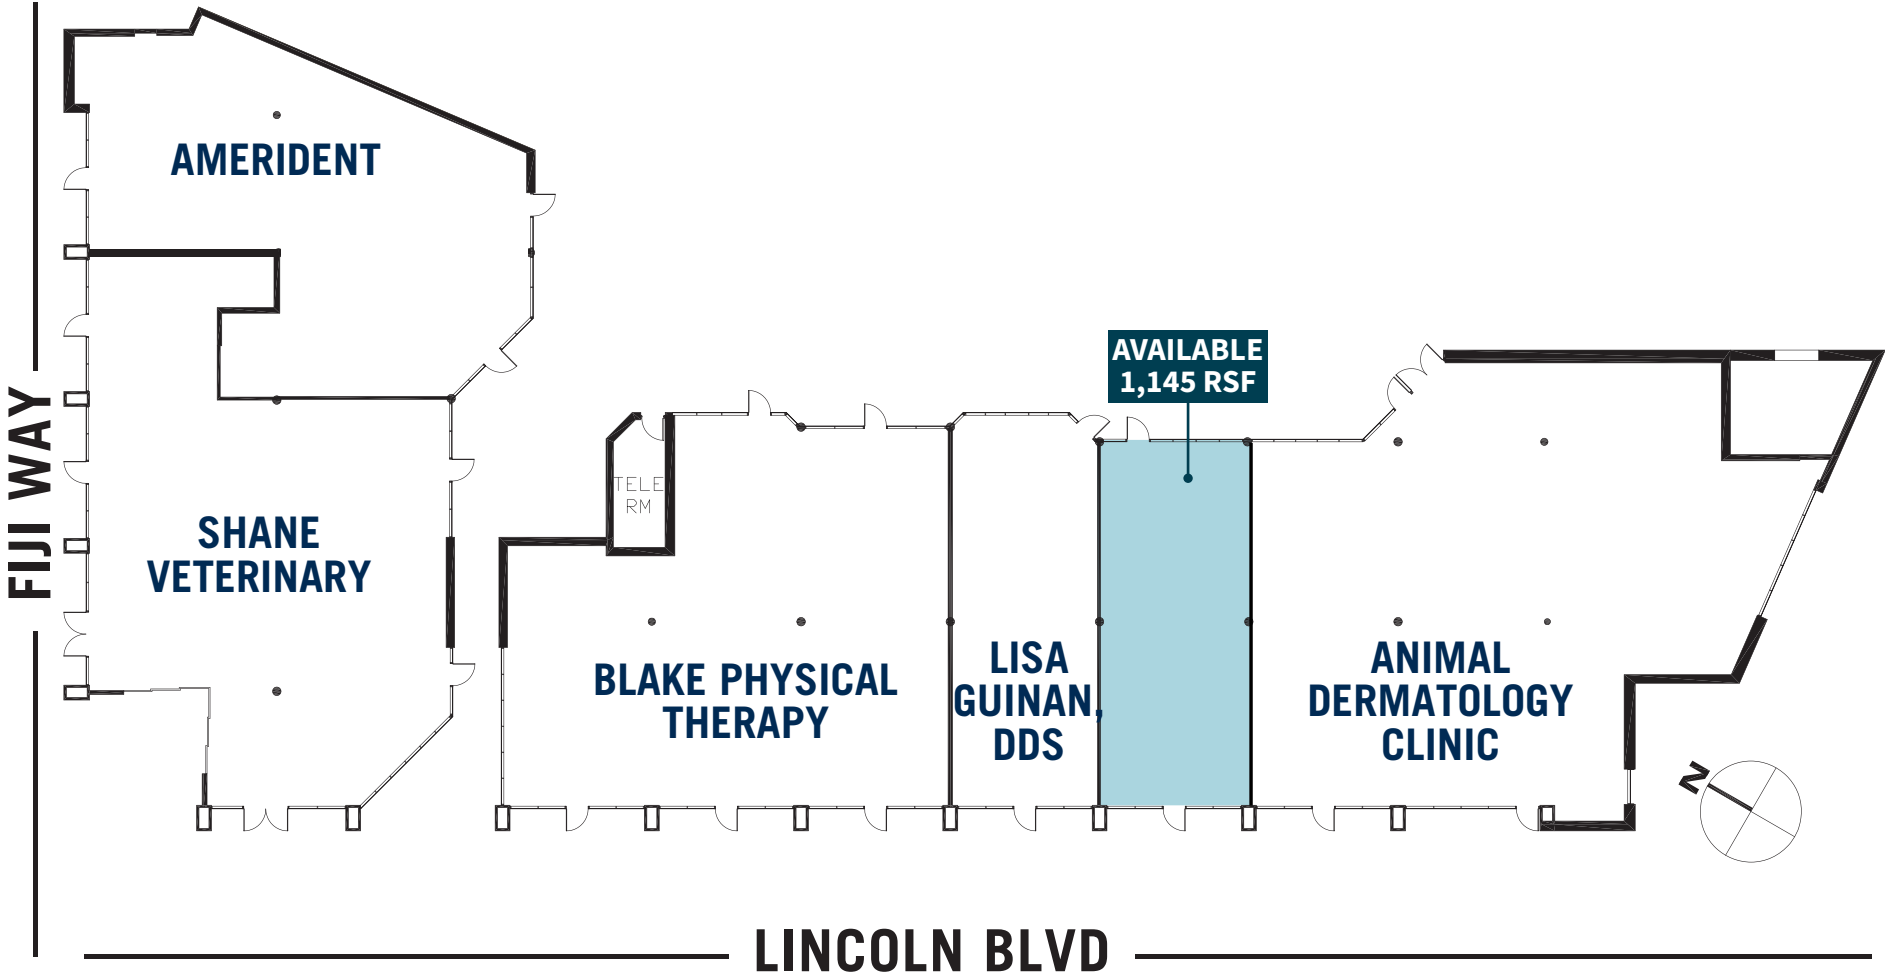 AMERIDENT
AVAILABLE
1,145 RSF
FIJI WAY
TELE
RM
SHANE
VETERINARY
BLAKE PHYSICAL
THERAPY
LISA
GUINAN,
DDS
ANIMAL
DERMATOLOGY
CLINIC
N
LINCOLN BLVD